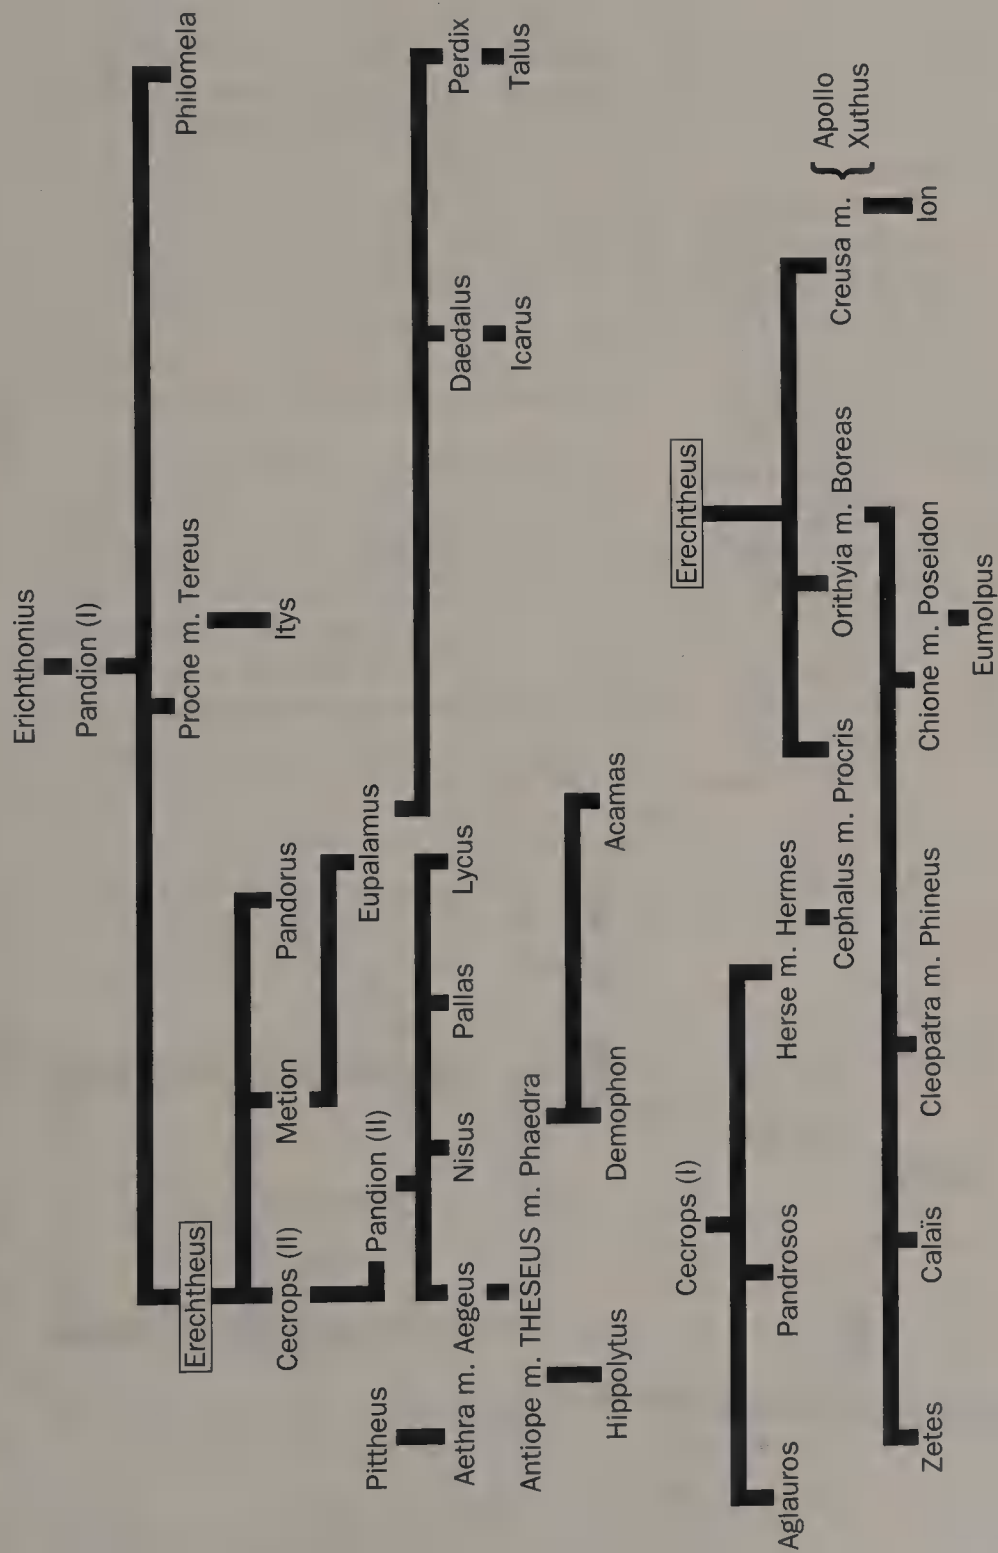 Erichthonius
Pandion (I)
Erechtheus
Procne m. Tereus
Philomela
Itys
Cecrops (II)
Metion
Pandorus
Pittheus
Pandion (II)
Eupalamus
Aethra m. Aegeus
Nisus
Pallas
Lycus
Daedalus
Perdix
Antiope m. THESEUS m. Phaedra
Icarus
Talus
Hippolytus
Demophon
Acamas
Cecrops (I)
Erechtheus
Aglauros
Pandrosos
Herse m. Hermes
Cephalus m. Procris
Orithyia m. Boreas
Creusa m. { Apollo
Xuthus
Zetes
Calaïs
Cleopatra m. Phineus
Chione m. Poseidon
Ion
Eumolpus